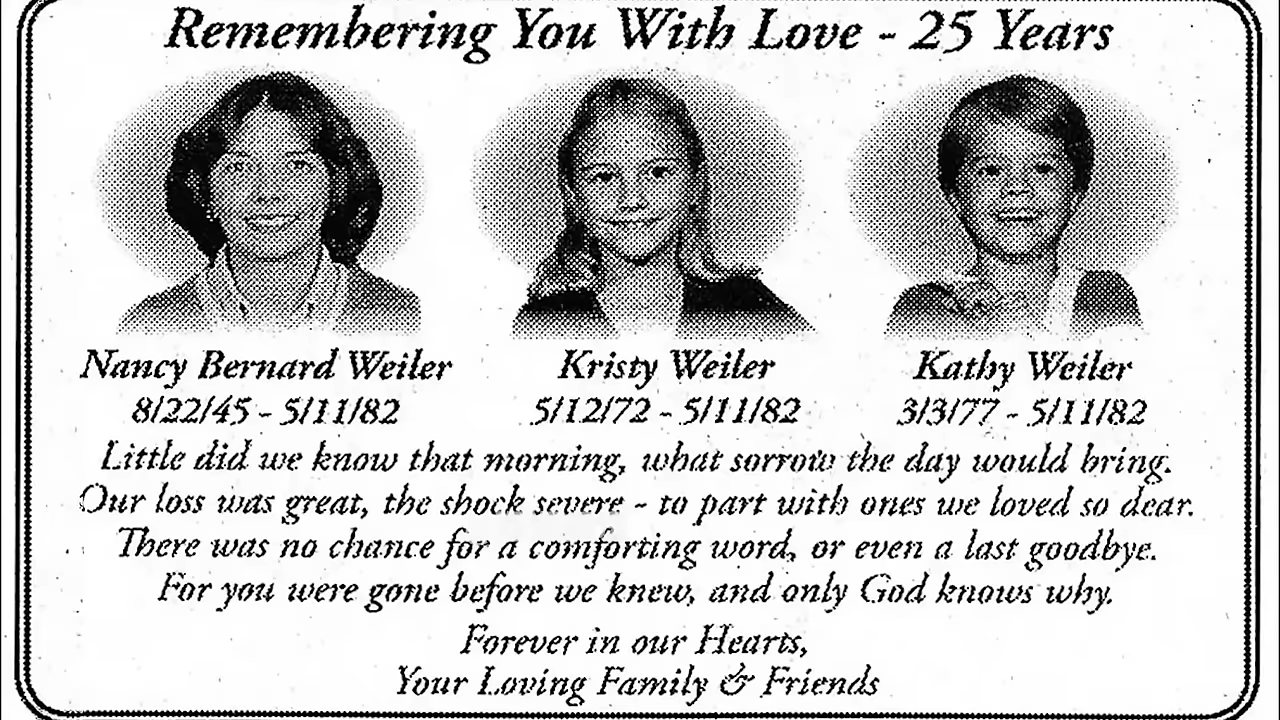 Remembering You With Love - 25 Years
Nancy Bernard Weiler
8/22/45 - 5/11/82
Kristy Weiler
5/12/72 - 5/11/82
Kathy Weiler
3/3/77 - 5/11/82
Little did we know that morning, what sorrow the day would bring.
Our loss was great, the shock severe - to part with ones we loved so dear.
There was no chance for a comforting word, or even a last goodbye.
For you were gone before we knew, and only God knows why.
Forever in our Hearts,
Your Loving Family & Friends